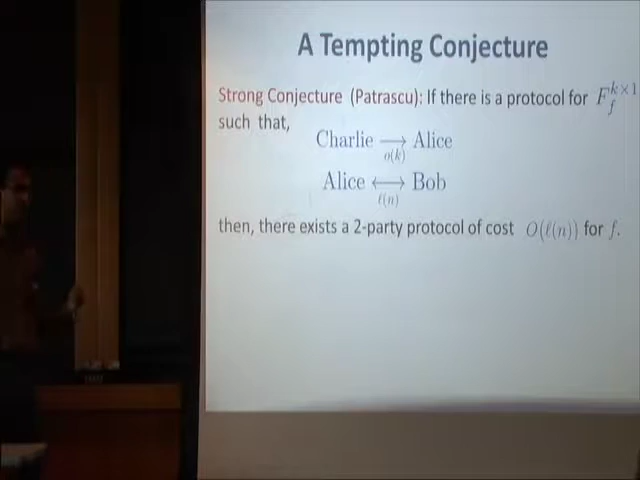 A Tempting Conjecture
Strong Conjecture (Patrascu): If there is a protocol for F_f^{k×1}
such that,
Charlie ⟶ Alice
o(k)
Alice ⟷ Bob
ℓ(n)
then, there exists a 2-party protocol of cost O(ℓ(n)) for f.